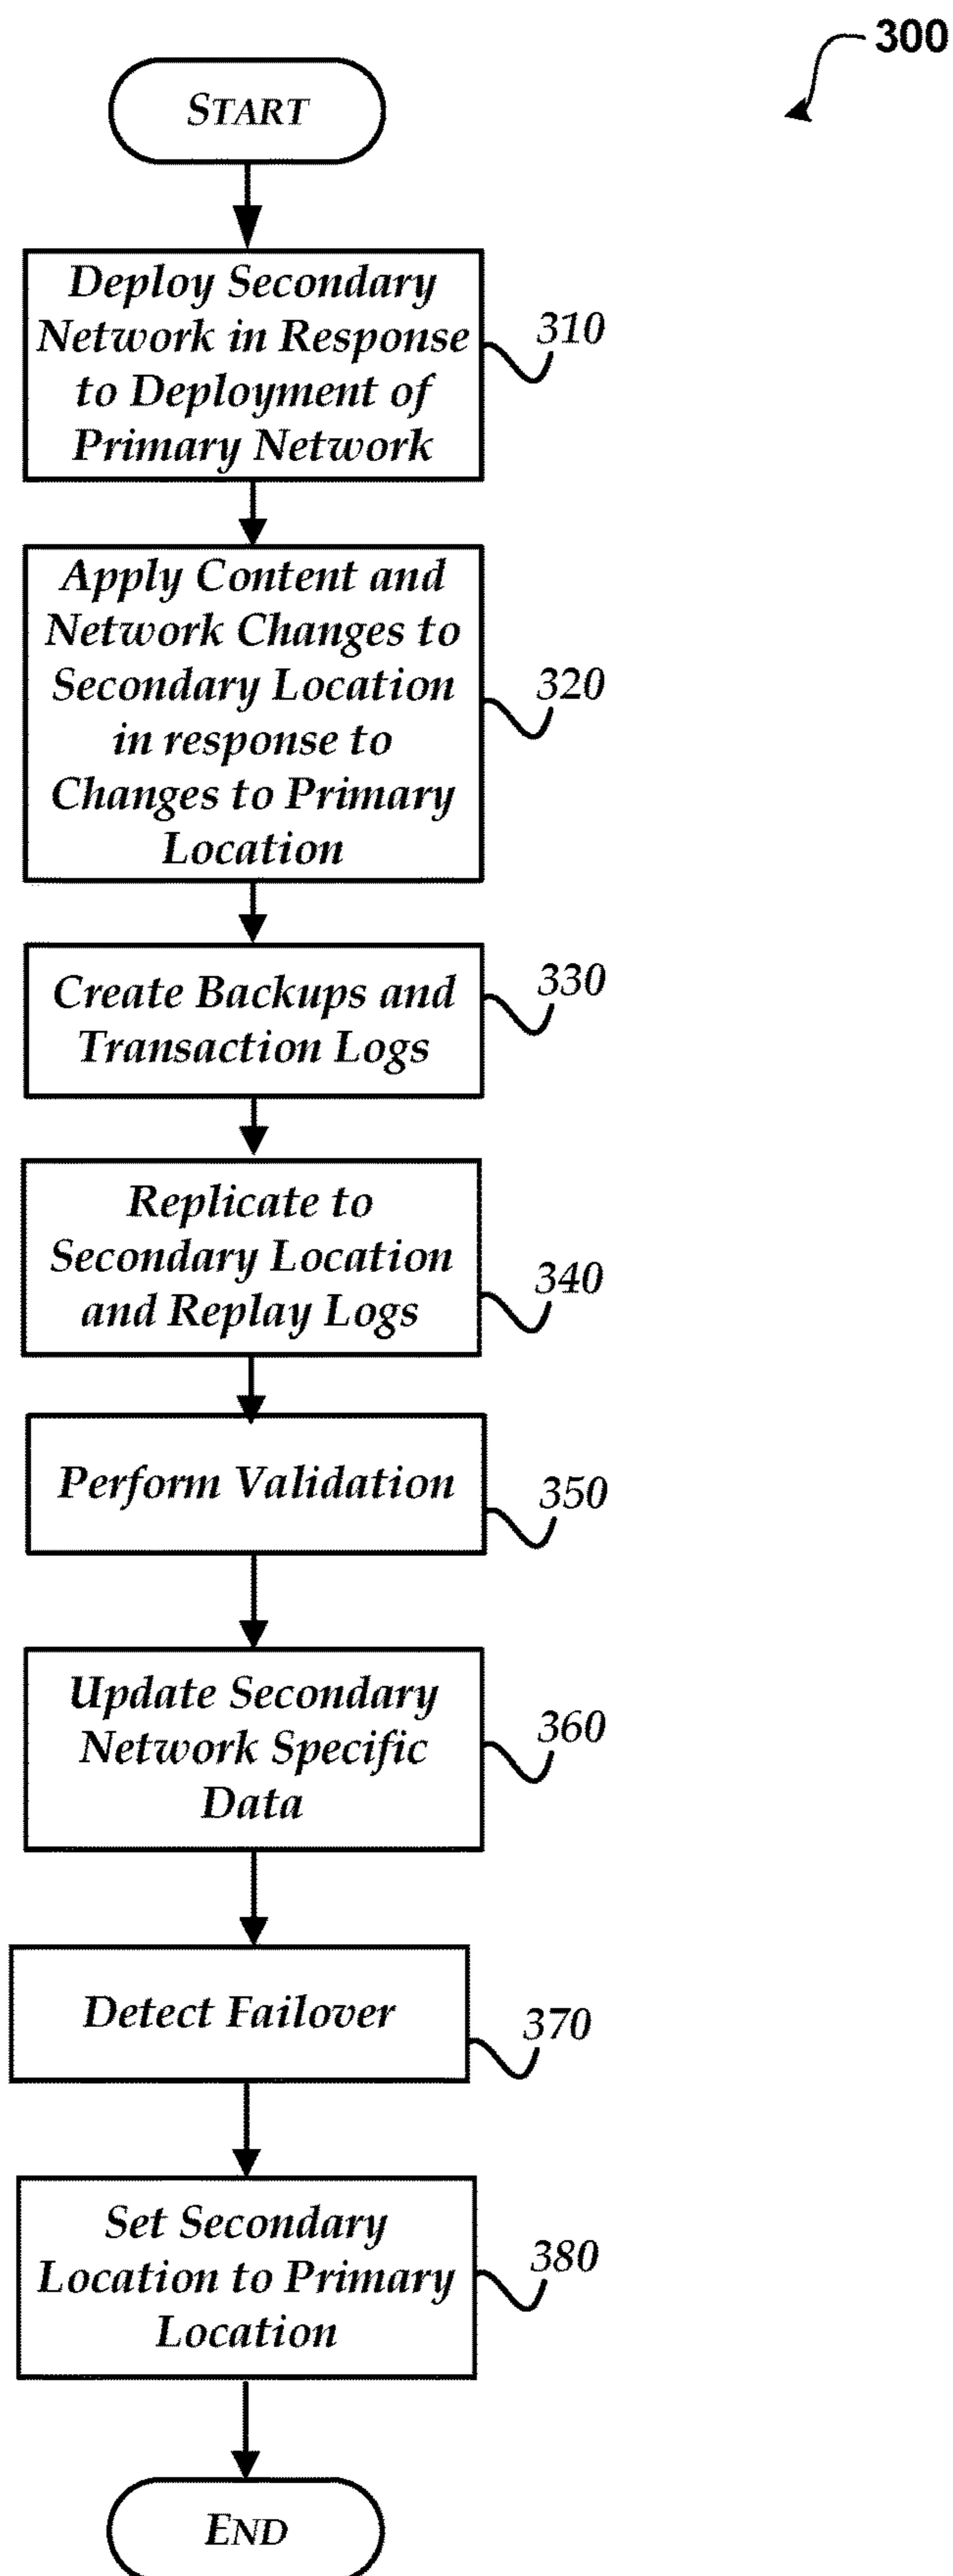 300
START
Deploy Secondary
Network in Response
to Deployment of
Primary Network
310
Apply Content and
Network Changes to
Secondary Location
in response to
Changes to Primary
Location
320
Create Backups and
Transaction Logs
330
Replicate to
Secondary Location
and Replay Logs
340
Perform Validation
350
Update Secondary
Network Specific
Data
360
Detect Failover
370
Set Secondary
Location to Primary
Location
380
END